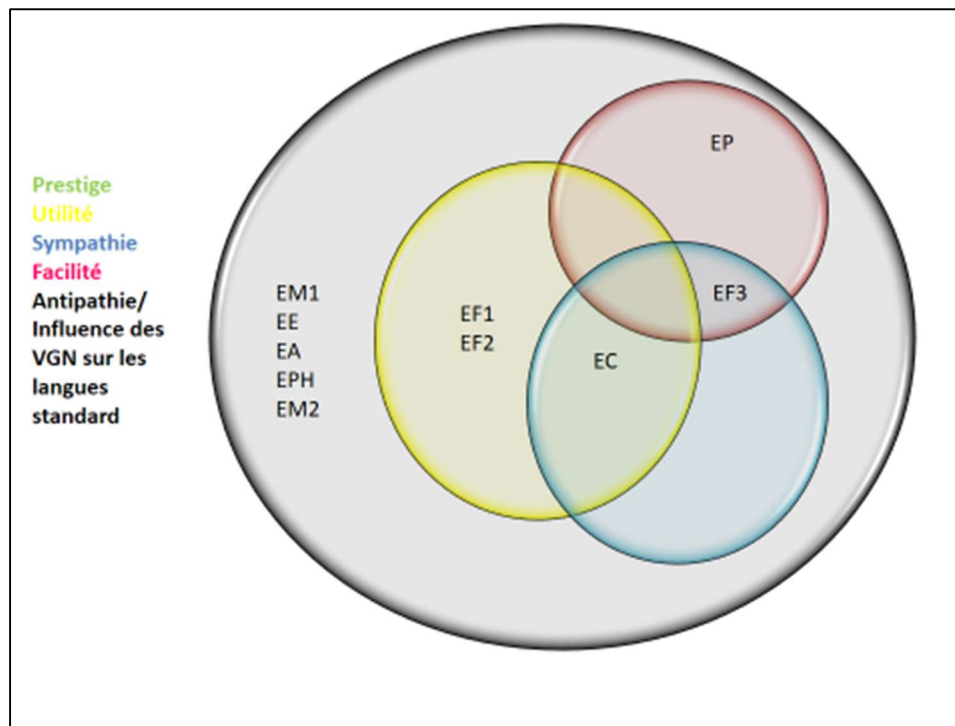 Prestige
Utilité
Sympathie
Facilité
Antipathie/
Influence des
VGN sur les
langues
standard
EM1
EE
EA
EPH
EM2
EF1
EF2
EC
EP
EF3